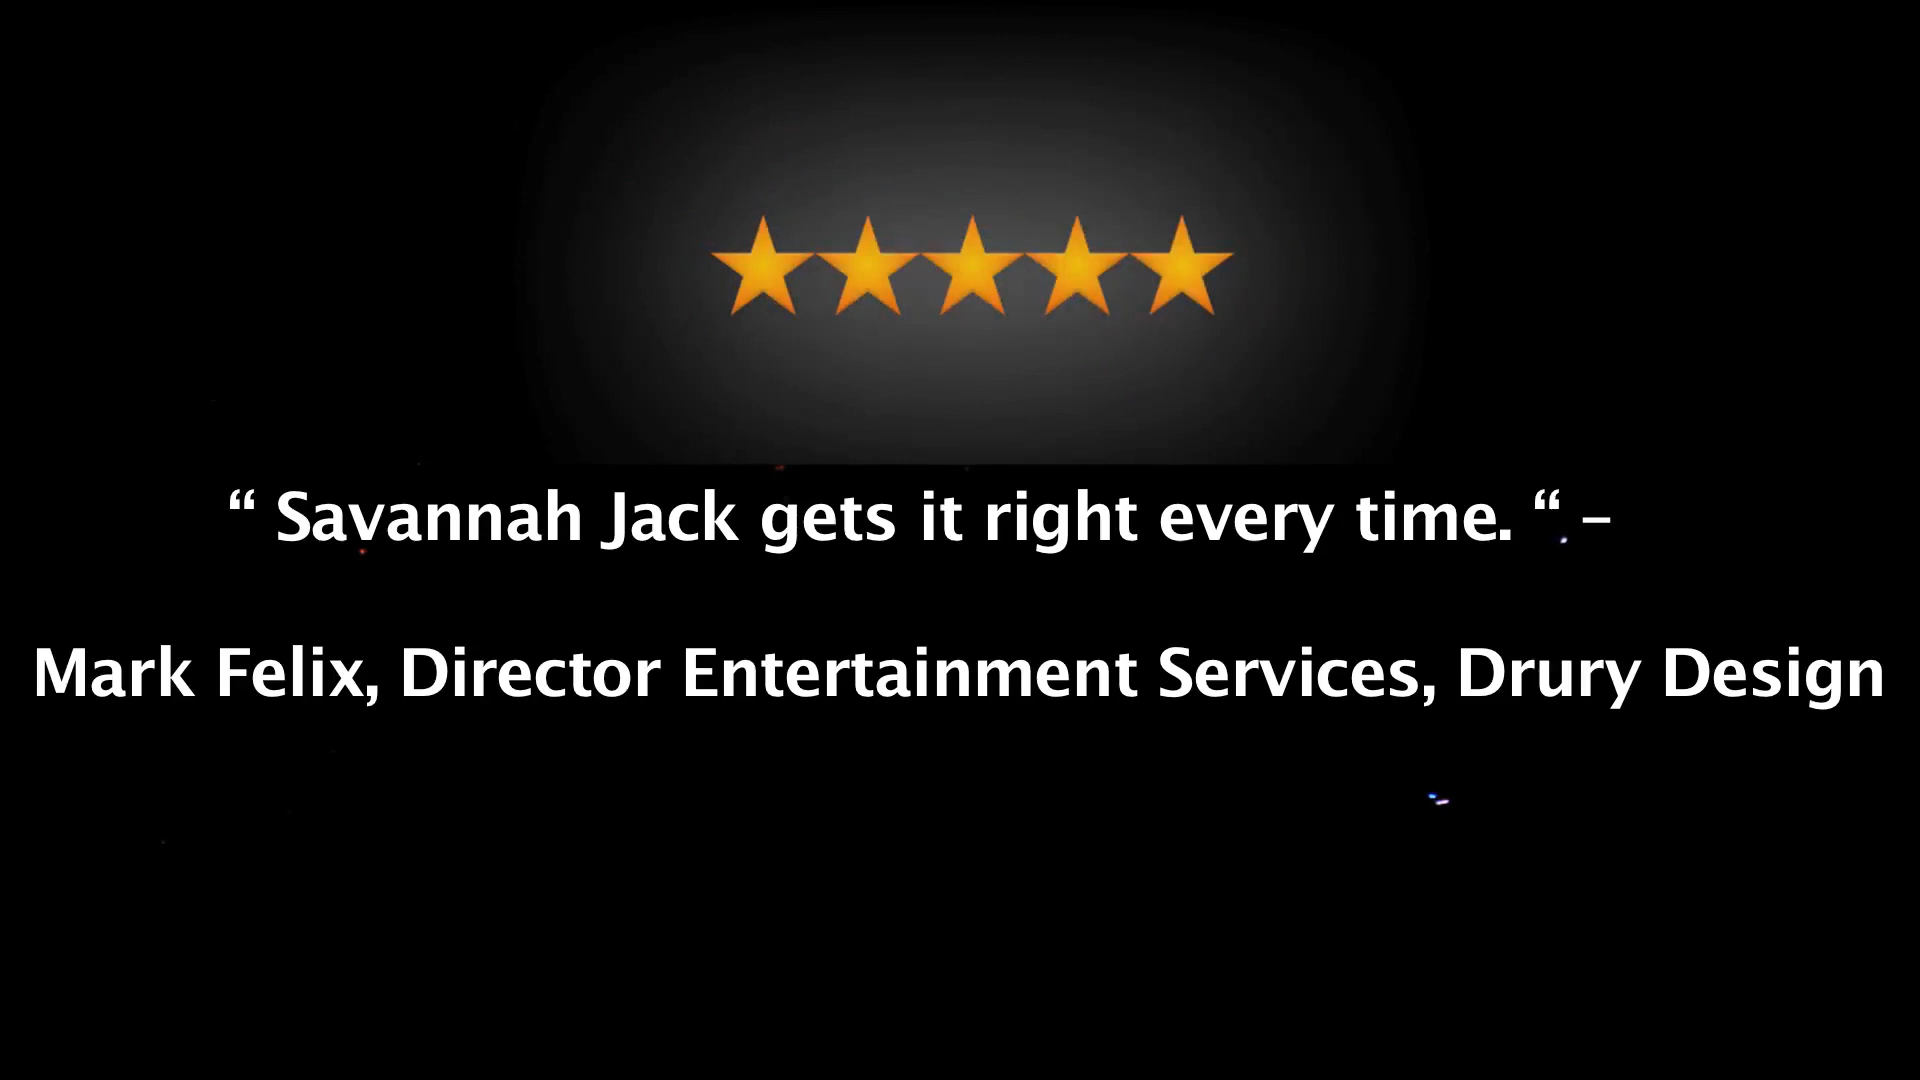 “ Savannah Jack gets it right every time. “ –
Mark Felix, Director Entertainment Services, Drury Design